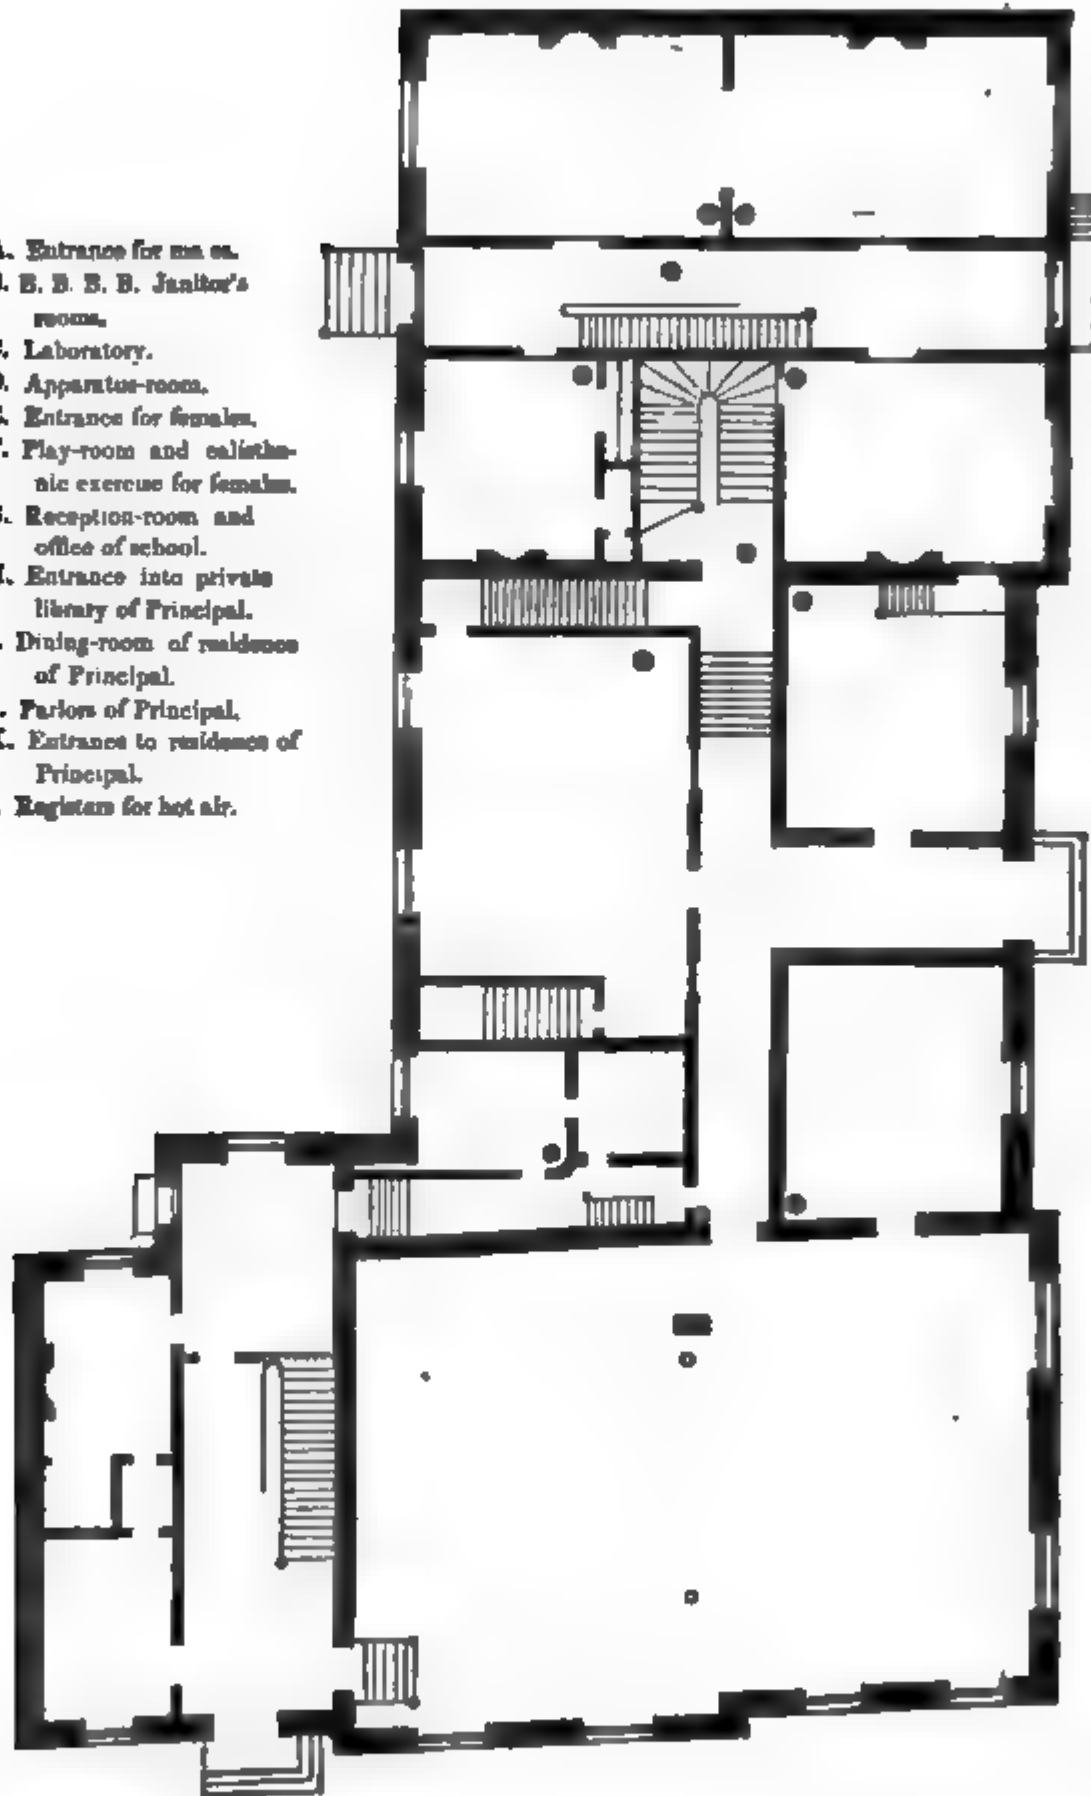 . Entrance for ma es.
. B. B. B. B. Janitor's
rooms.
. Laboratory.
. Apparatus-room.
. Entrance for females.
. Play-room and calisthe-
nic exercise for females.
. Reception-room and
office of school.
. Entrance into private
library of Principal.
. Dining-room of residence
of Principal.
. Parlors of Principal.
. Entrance to residence of
Principal.
. Registers for hot air.